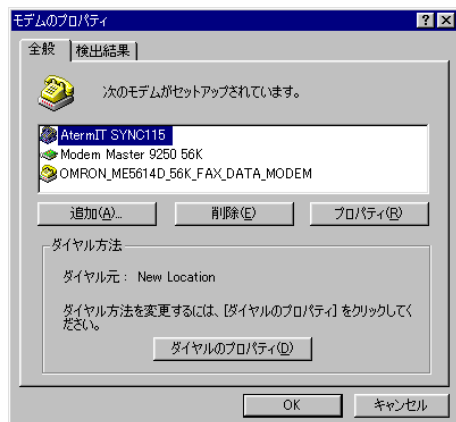 モデムのプロパティ
全般
検出結果
次のモデムがセットアップされています。
AtermIT SYNC115
Modem Master 9250 56K
OMRON_ME5614D_56K_FAX_DATA_MODEM
追加(A)...
削除(E)
プロパティ(R)
ダイヤル方法
ダイヤル元： New Location
ダイヤル方法を変更するには、[ダイヤルのプロパティ] をクリックしてく
ださい。
ダイヤルのプロパティ(D)
OK
キャンセル